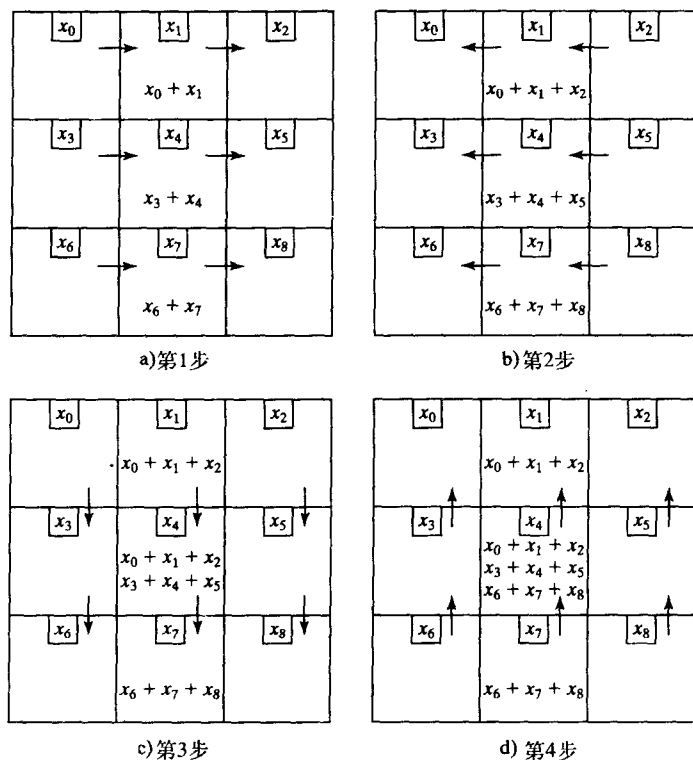 x₀ x₁ x₂
x₀ + x₁
x₃ x₄ x₅
x₃ + x₄
x₆ x₇ x₈
x₆ + x₇
a)第1步
x₀ x₁ x₂
x₀ + x₁ + x₂
x₃ x₄ x₅
x₃ + x₄ + x₅
x₆ x₇ x₈
x₆ + x₇ + x₈
b)第2步
x₀ x₁ x₂
x₀ + x₁ + x₂
x₃ x₄ x₅
x₀ + x₁ + x₂
x₃ + x₄ + x₅
x₆ x₇ x₈
x₆ + x₇ + x₈
c)第3步
x₀ x₁ x₂
x₀ + x₁ + x₂
x₃ x₄ x₅
x₀ + x₁ + x₂
x₃ + x₄ + x₅
x₆ + x₇ + x₈
x₆ x₇ x₈
x₆ + x₇ + x₈
d)第4步